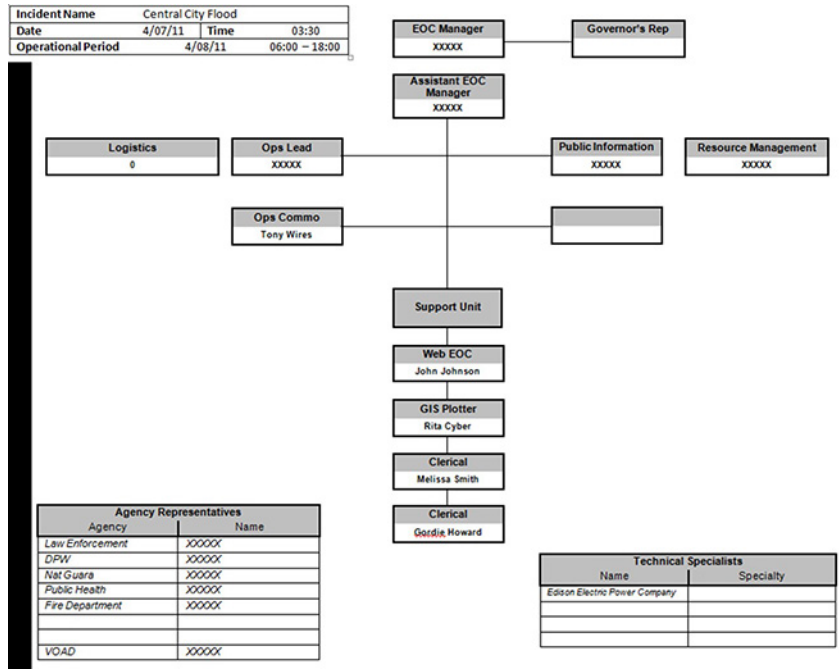 Incident Name Central City Flood
Date 4/07/11 Time 03:30
Operational Period 4/08/11 06:00 – 18:00
EOC Manager
XXXXX
Governor's Rep
Assistant EOC
Manager
XXXXX
Logistics
0
Ops Lead
XXXXX
Public Information
XXXXX
Resource Management
XXXXX
Ops Commo
Tony Wires
Support Unit
Web EOC
John Johnson
GIS Plotter
Rita Cyber
Clerical
Melissa Smith
Clerical
Gordie Howard
Agency Representatives
Agency Name
Law Enforcement XXXXX
DPW XXXXX
Nat Guara XXXXX
Public Health XXXXX
Fire Department XXXXX
VOAD XXXXX
Technical Specialists
Name Specialty
Edison Electric Power Company